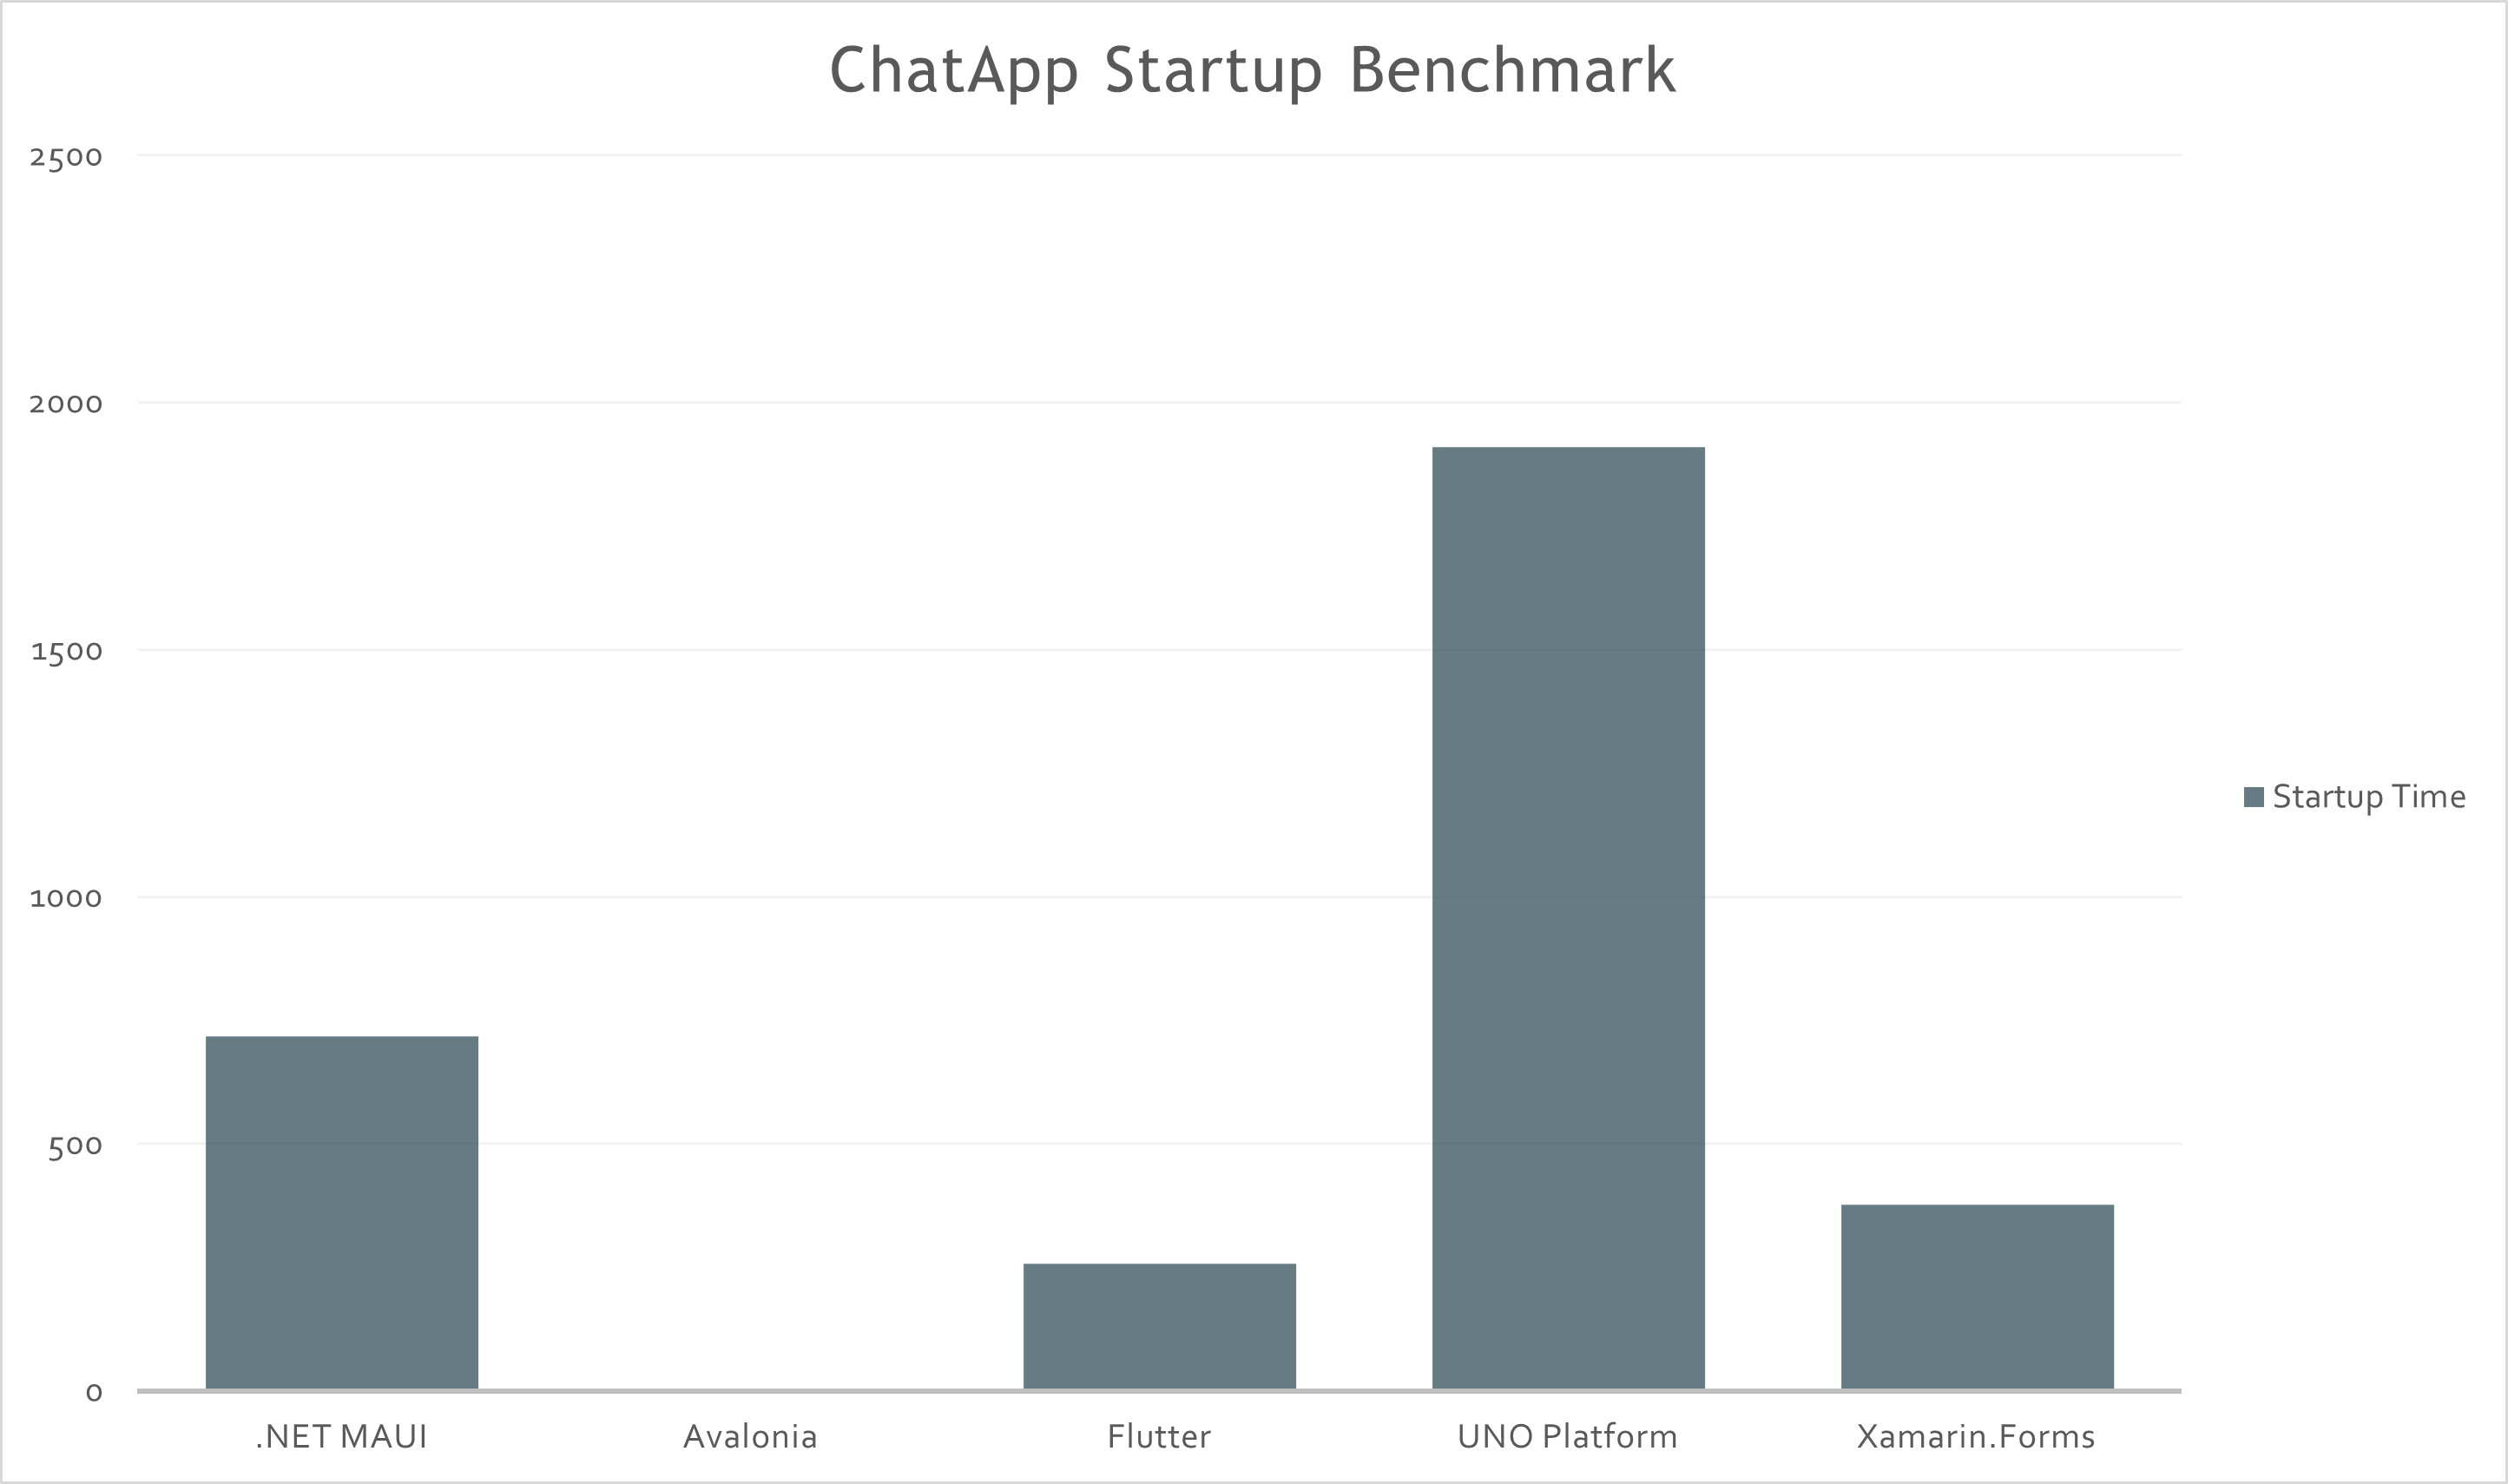 ChatApp Startup Benchmark
2500
2000
1500
1000
500
0
.NET MAUI
Avalonia
Flutter
UNO Platform
Xamarin.Forms
Startup Time